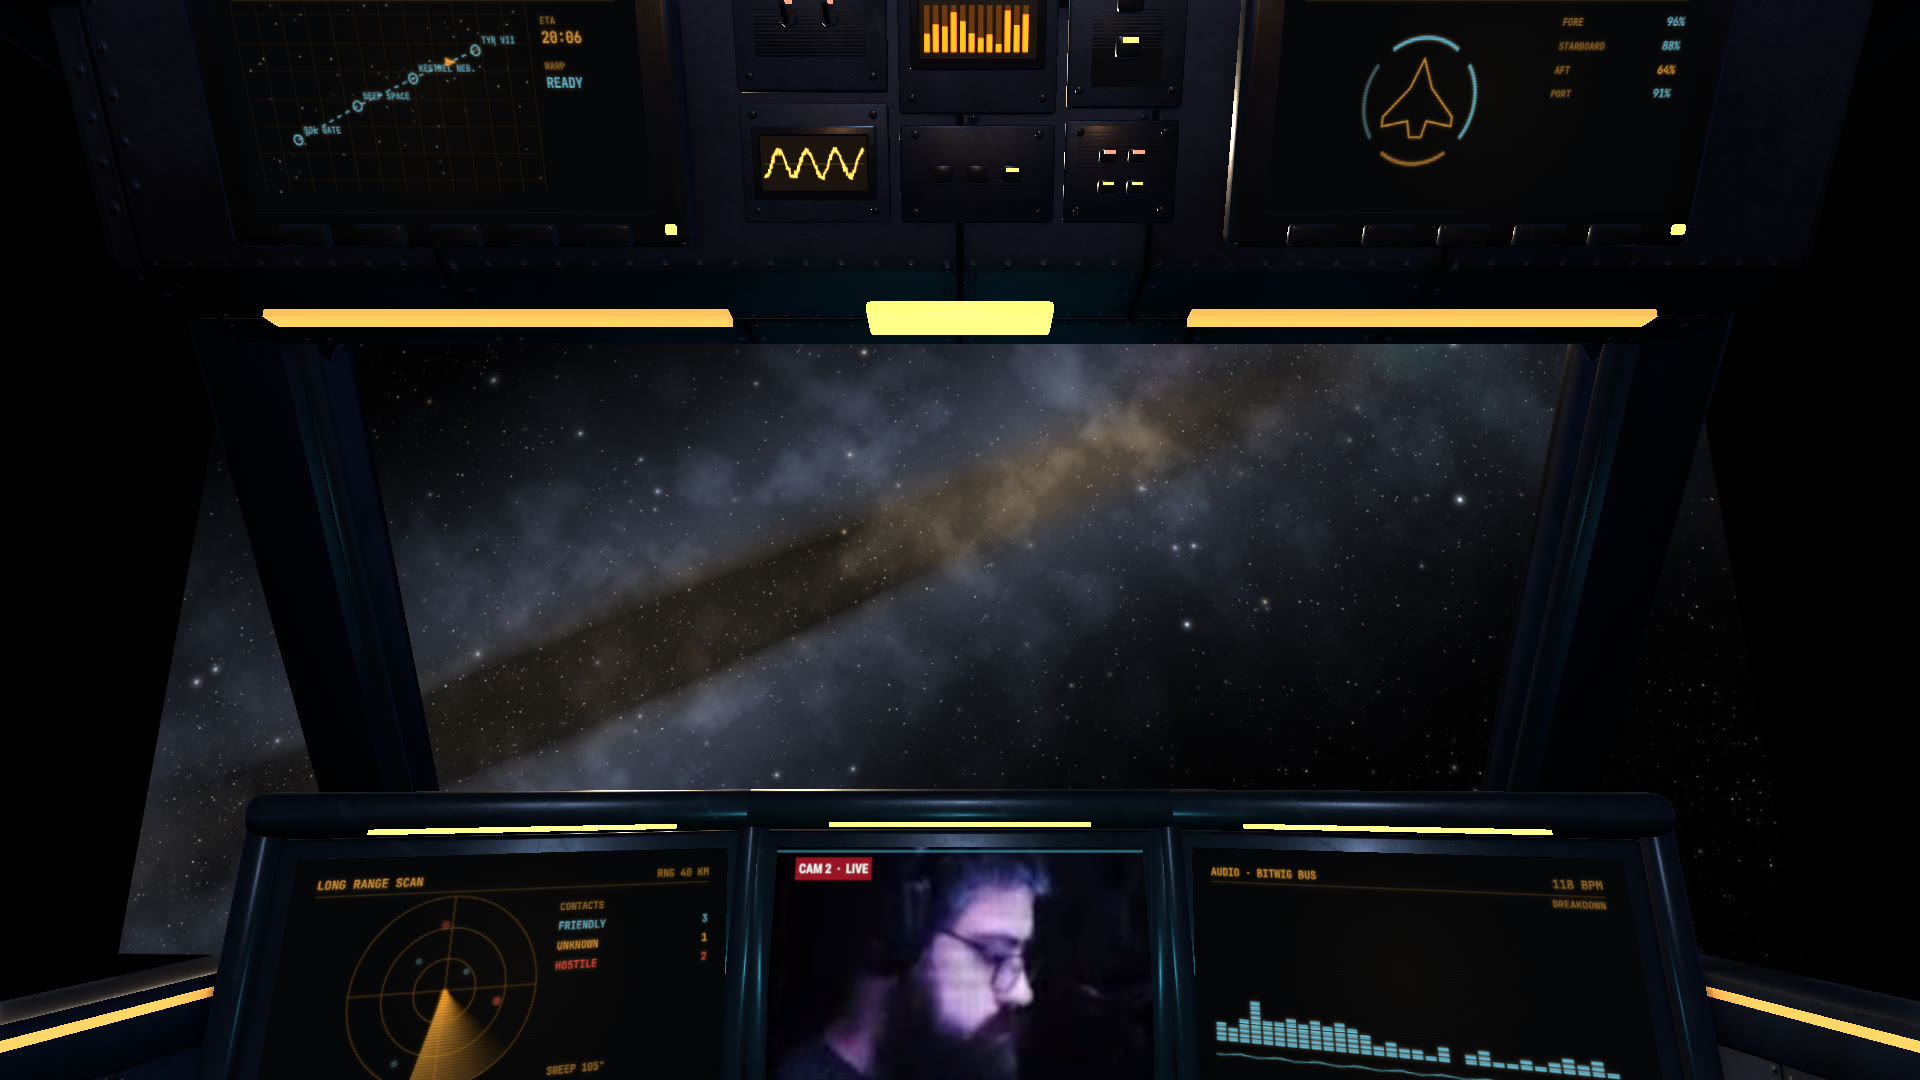 ETA
20:06
WARP
READY
TYR VII
KESTREL NEB.
DEEP SPACE
SOL GATE
FORE 96%
STARBOARD 88%
AFT 64%
PORT 91%
LONG RANGE SCAN
RNG 40 KM
CONTACTS
FRIENDLY 3
UNKNOWN 1
HOSTILE 2
SWEEP 105°
CAM 2 · LIVE
AUDIO · BITWIG BUS
118 BPM
BREAKDOWN